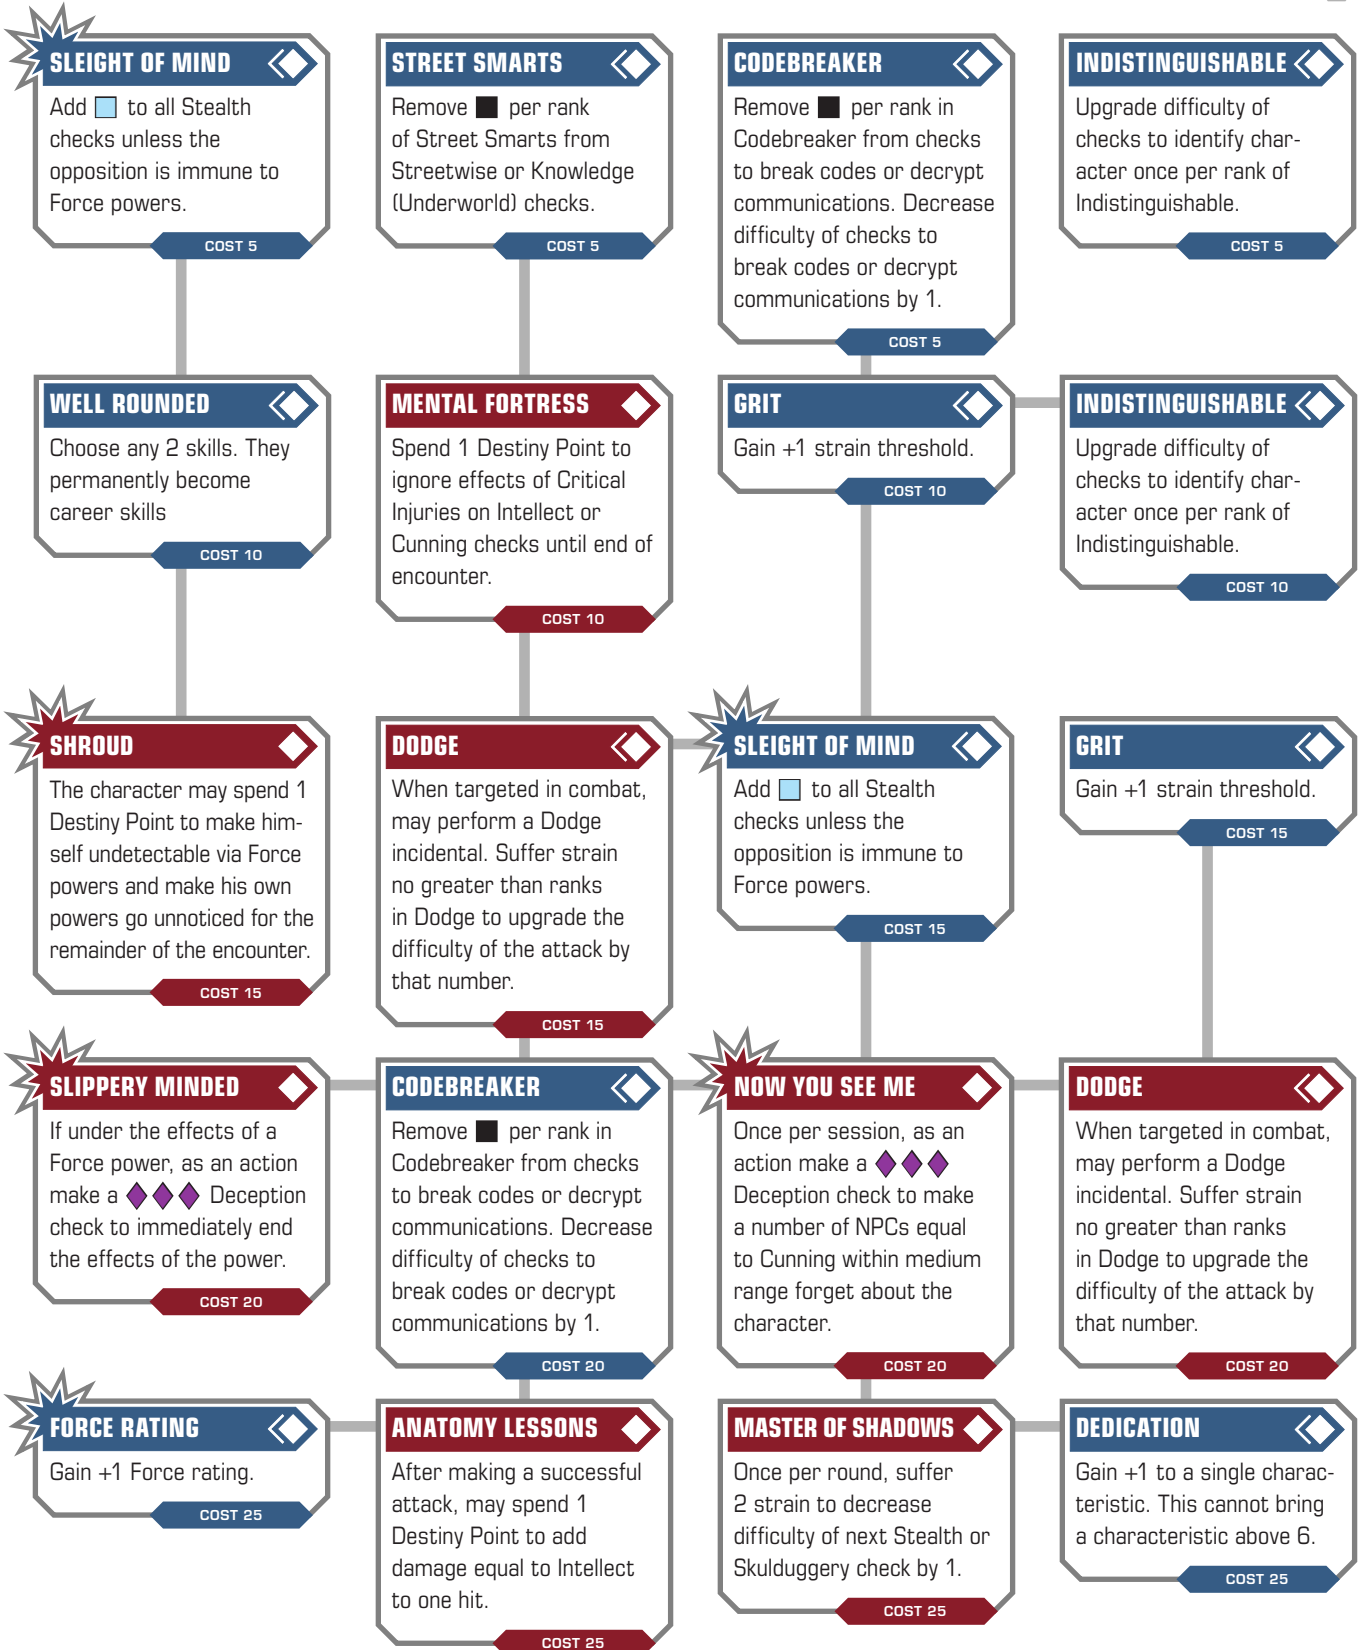 SLEIGHT OF MIND
Add to all Stealth
checks unless the
opposition is immune to
Force powers.
COST 5
STREET SMARTS
Remove per rank
of Street Smarts from
Streetwise or Knowledge
(Underworld) checks.
COST 5
CODEBREAKER
Remove per rank in
Codebreaker from checks
to break codes or decrypt
communications. Decrease
difficulty of checks to
break codes or decrypt
communications by 1.
COST 5
INDISTINGUISHABLE
Upgrade difficulty of
checks to identify char-
acter once per rank of
Indistinguishable.
COST 5
WELL ROUNDED
Choose any 2 skills. They
permanently become
career skills
COST 10
MENTAL FORTRESS
Spend 1 Destiny Point to
ignore effects of Critical
Injuries on Intellect or
Cunning checks until end of
encounter.
COST 10
GRIT
Gain +1 strain threshold.
COST 10
INDISTINGUISHABLE
Upgrade difficulty of
checks to identify char-
acter once per rank of
Indistinguishable.
COST 10
SHROUD
The character may spend 1
Destiny Point to make him-
self undetectable via Force
powers and make his own
powers go unnoticed for the
remainder of the encounter.
COST 15
DODGE
When targeted in combat,
may perform a Dodge
incidental. Suffer strain
no greater than ranks
in Dodge to upgrade the
difficulty of the attack by
that number.
COST 15
SLEIGHT OF MIND
Add to all Stealth
checks unless the
opposition is immune to
Force powers.
COST 15
GRIT
Gain +1 strain threshold.
COST 15
SLIPPERY MINDED
If under the effects of a
Force power, as an action
make a Deception
check to immediately end
the effects of the power.
COST 20
CODEBREAKER
Remove per rank in
Codebreaker from checks
to break codes or decrypt
communications. Decrease
difficulty of checks to
break codes or decrypt
communications by 1.
COST 20
NOW YOU SEE ME
Once per session, as an
action make a
Deception check to make
a number of NPCs equal
to Cunning within medium
range forget about the
character.
COST 20
DODGE
When targeted in combat,
may perform a Dodge
incidental. Suffer strain
no greater than ranks
in Dodge to upgrade the
difficulty of the attack by
that number.
COST 20
FORCE RATING
Gain +1 Force rating.
COST 25
ANATOMY LESSONS
After making a successful
attack, may spend 1
Destiny Point to add
damage equal to Intellect
to one hit.
COST 25
MASTER OF SHADOWS
Once per round, suffer
2 strain to decrease
difficulty of next Stealth or
Skulduggery check by 1.
COST 25
DEDICATION
Gain +1 to a single charac-
teristic. This cannot bring
a characteristic above 6.
COST 25